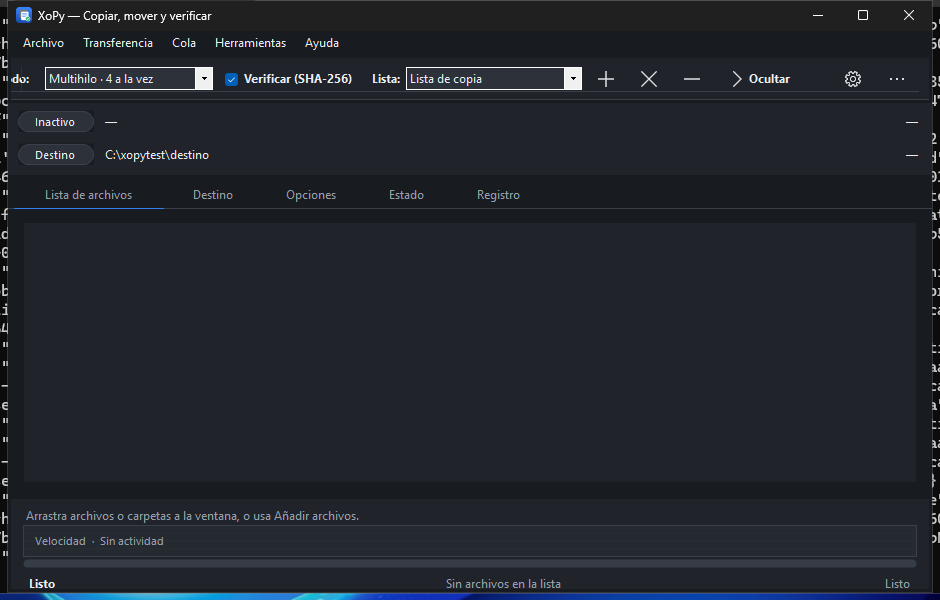 XoPy — Copiar, mover y verificar
Archivo Transferencia Cola Herramientas Ayuda
do: Multihilo · 4 a la vez Verificar (SHA-256) Lista: Lista de copia Ocultar
Inactivo —
Destino C:\xopytest\destino —
Lista de archivos Destino Opciones Estado Registro
Arrastra archivos o carpetas a la ventana, o usa Añadir archivos.
Velocidad · Sin actividad
Listo Sin archivos en la lista Listo